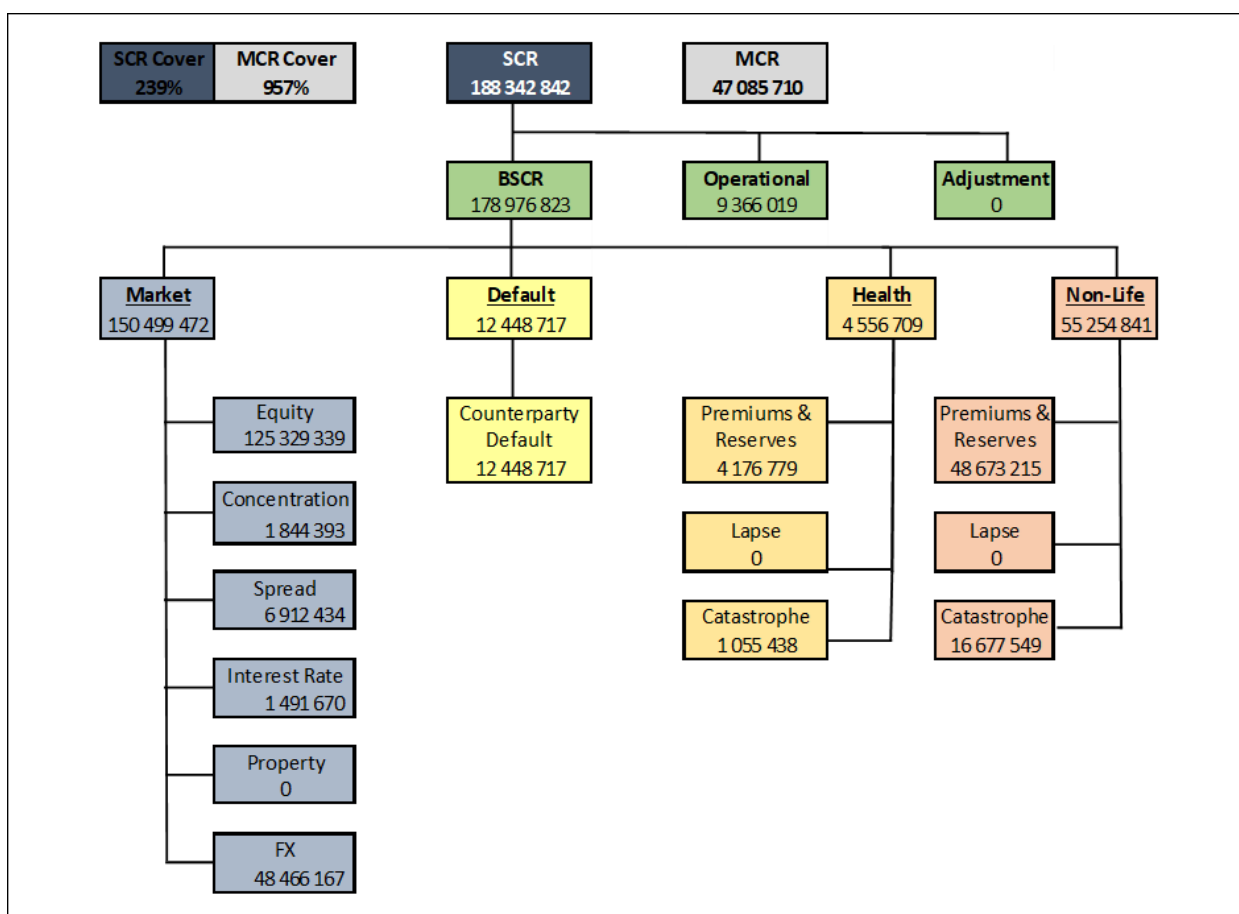 SCR Cover
239%
MCR Cover
957%
SCR
188 342 842
MCR
47 085 710
BSCR
178 976 823
Operational
9 366 019
Adjustment
0
Market
150 499 472
Default
12 448 717
Health
4 556 709
Non-Life
55 254 841
Equity
125 329 339
Concentration
1 844 393
Spread
6 912 434
Interest Rate
1 491 670
Property
0
FX
48 466 167
Counterparty
Default
12 448 717
Premiums &
Reserves
4 176 779
Lapse
0
Catastrophe
1 055 438
Premiums &
Reserves
48 673 215
Lapse
0
Catastrophe
16 677 549